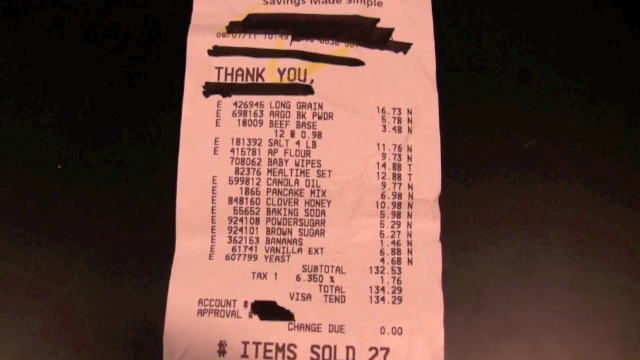 Savings Made Simple
THANK YOU,
E 426945 LONG GRAIN 16.73 N
E 698163 ARGO BK PWDR 5.78 N
E 18009 BEEF BASE 3.48 N
12 @ 0.98
E 181392 SALT 4 LB 11.76 N
E 415781 AP FLOUR 9.73 N
708062 BABY WIPES 14.88 T
82376 MEALTIME SET 12.88 T
E 599812 CANOLA OIL 9.77 N
E 1866 PANCAKE MIX 6.98 N
E 848160 CLOVER HONEY 10.98 N
E 55652 BAKING SODA 5.98 N
E 924108 POWDERSUGAR 5.29 N
E 924101 BROWN SUGAR 5.27 N
E 362153 BANANAS 1.46 N
E 61741 VANILLA EXT 6.88 N
E 607799 YEAST 4.68 N
SUBTOTAL 132.53
TAX 1 6.350 % 1.76
TOTAL 134.29
VISA TEND 134.29
ACCOUNT #
APPROVAL #
CHANGE DUE 0.00
# ITEMS SOLD 27